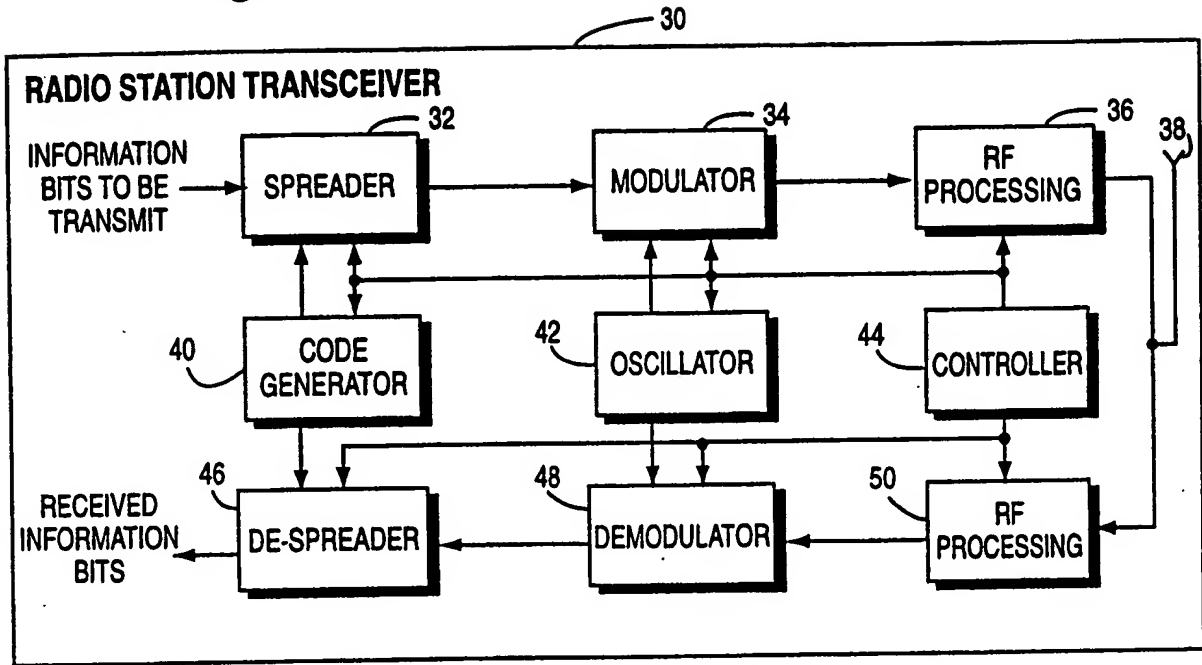 30
RADIO STATION TRANSCEIVER
32
34
36
38
INFORMATION
BITS TO BE
TRANSMIT
SPREADER
MODULATOR
RF
PROCESSING
40
CODE
GENERATOR
42
OSCILLATOR
44
CONTROLLER
46
48
50
RECEIVED
INFORMATION
BITS
DE-SPREADER
DEMODULATOR
RF
PROCESSING